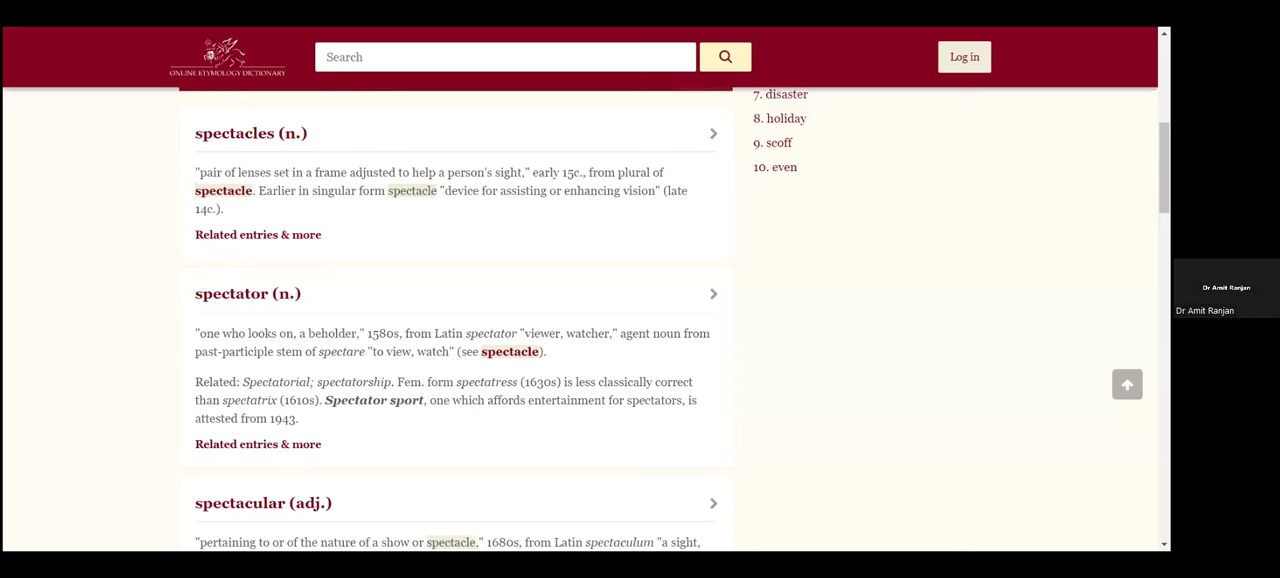 ONLINE ETYMOLOGY DICTIONARY
Search
Log in
spectacles (n.)
"pair of lenses set in a frame adjusted to help a person's sight," early 15c., from plural of
spectacle. Earlier in singular form spectacle "device for assisting or enhancing vision" (late
14c.).
Related entries & more
spectator (n.)
"one who looks on, a beholder," 1580s, from Latin spectator "viewer, watcher," agent noun from
past-participle stem of spectare "to view, watch" (see spectacle).
Related: Spectatorial; spectatorship. Fem. form spectatress (1630s) is less classically correct
than spectatrix (1610s). Spectator sport, one which affords entertainment for spectators, is
attested from 1943.
Related entries & more
spectacular (adj.)
"pertaining to or of the nature of a show or spectacle," 1680s, from Latin spectaculum "a sight,
7. disaster
8. holiday
9. scoff
10. even
Dr Amit Ranjan
Dr Amit Ranjan